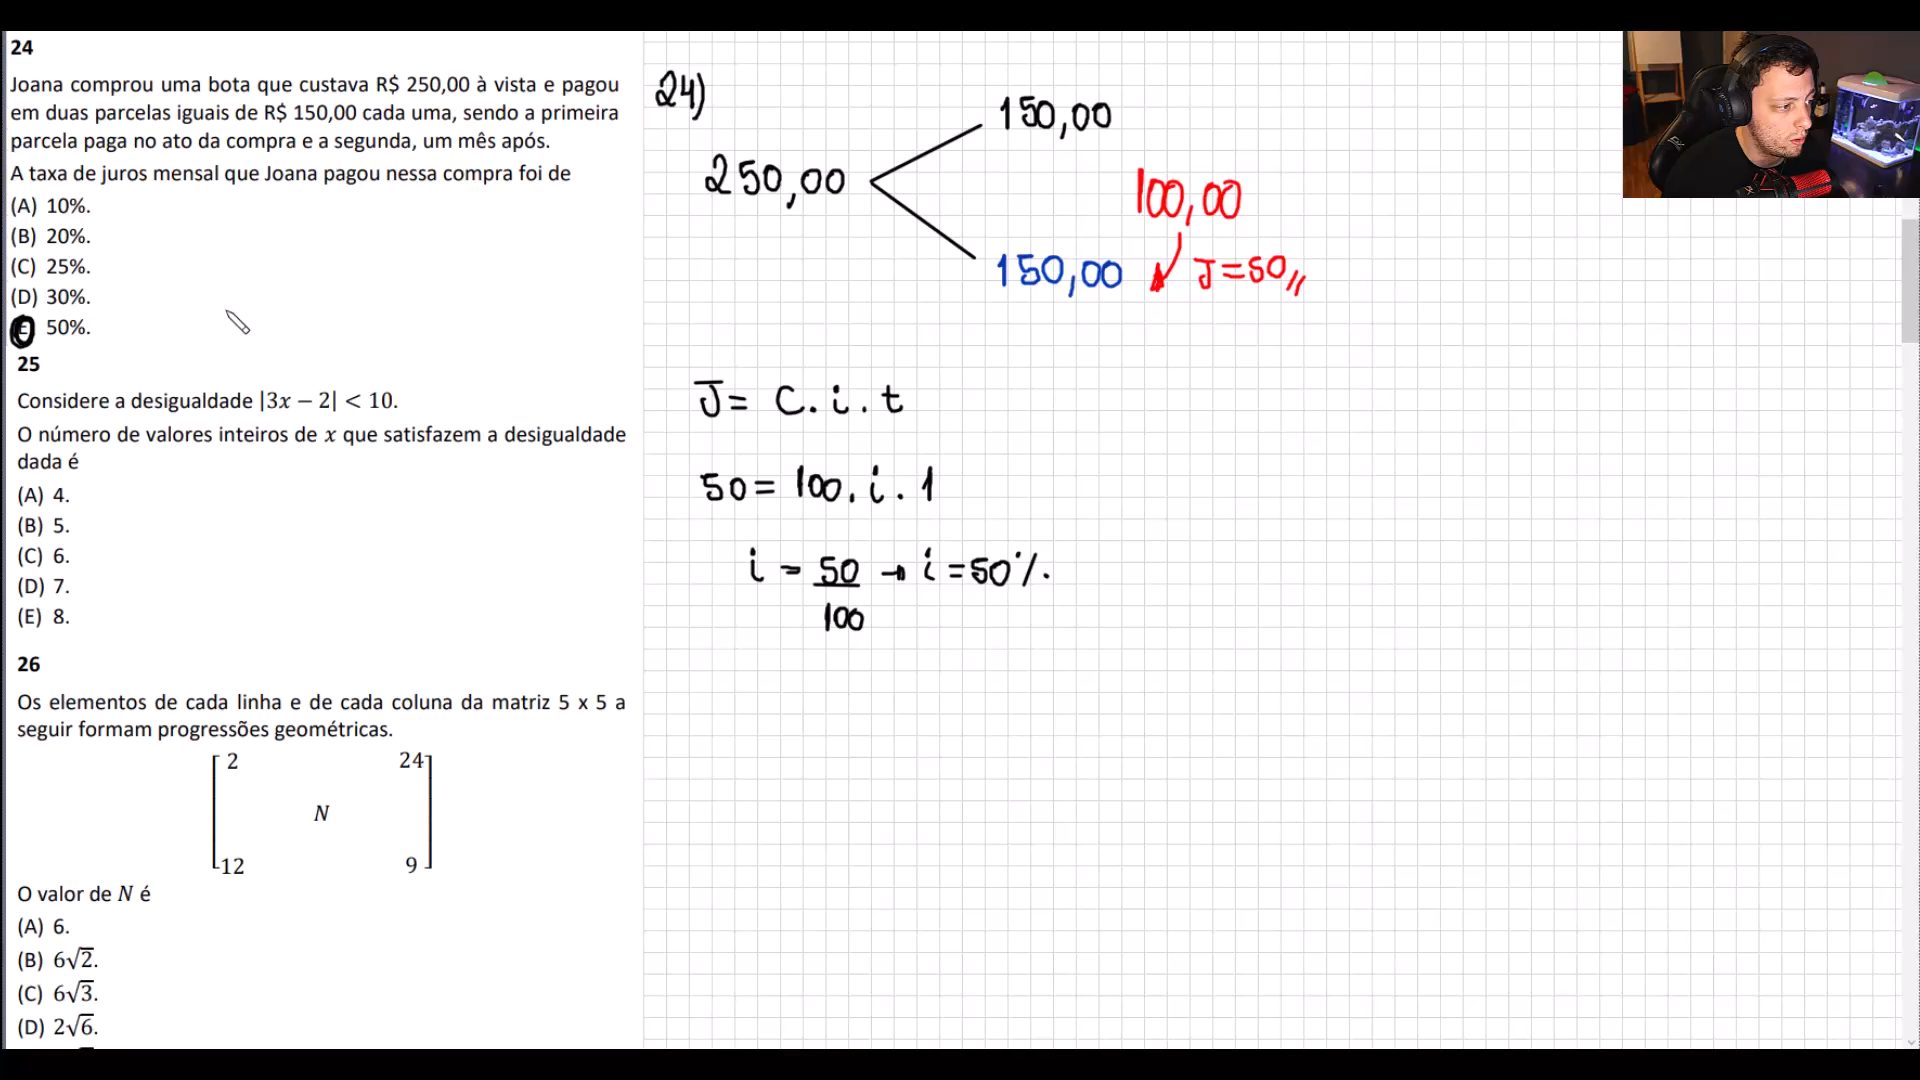 24
Joana comprou uma bota que custava R$ 250,00 à vista e pagou
em duas parcelas iguais de R$ 150,00 cada uma, sendo a primeira
parcela paga no ato da compra e a segunda, um mês após.
A taxa de juros mensal que Joana pagou nessa compra foi de
(A) 10%.
(B) 20%.
(C) 25%.
(D) 30%.
(E) 50%.
25
Considere a desigualdade |3x − 2| < 10.
O número de valores inteiros de x que satisfazem a desigualdade
dada é
(A) 4.
(B) 5.
(C) 6.
(D) 7.
(E) 8.
26
Os elementos de cada linha e de cada coluna da matriz 5 x 5 a
seguir formam progressões geométricas.
2 24
N
12 9
O valor de N é
(A) 6.
(B) 6√2.
(C) 6√3.
(D) 2√6.
24)
150,00
250,00
100,00
150,00 J=50
J = C.i.t
50 = 100.i.1
i = 50/100 → i = 50%.